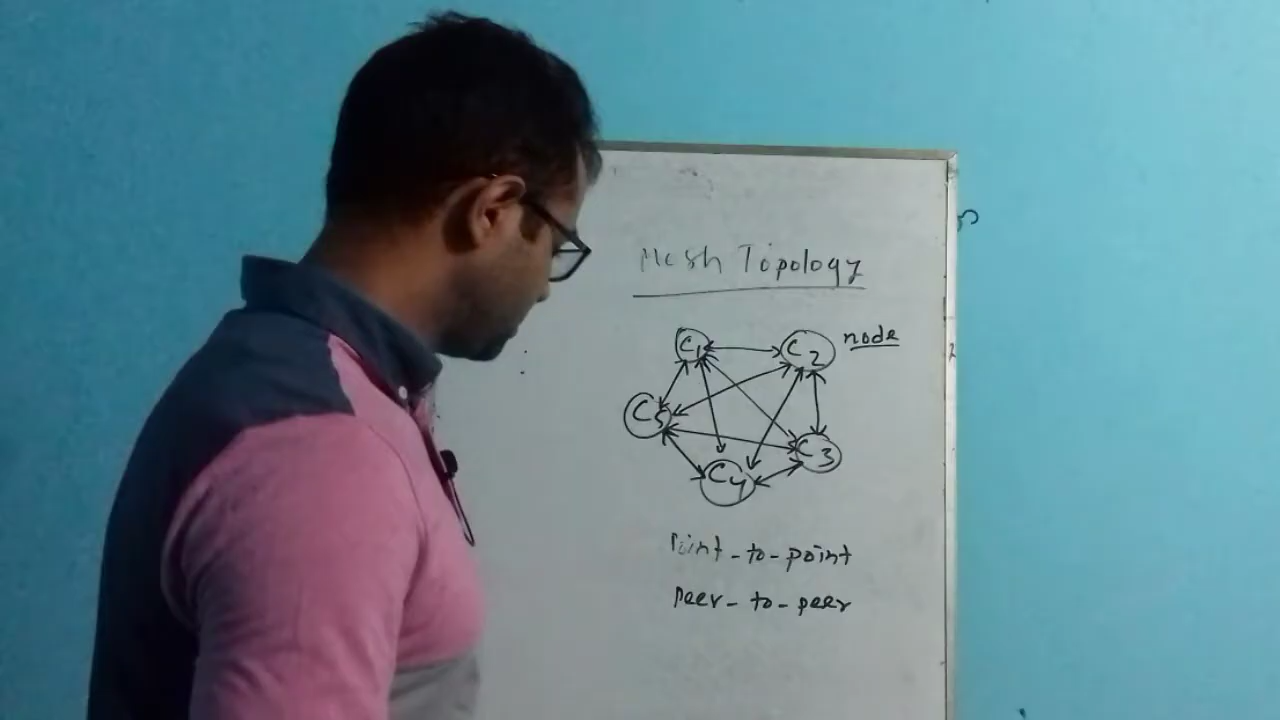 Mesh Topology
C1
C2
node
C5
C3
C4
Point-to-point
Peer-to-peer